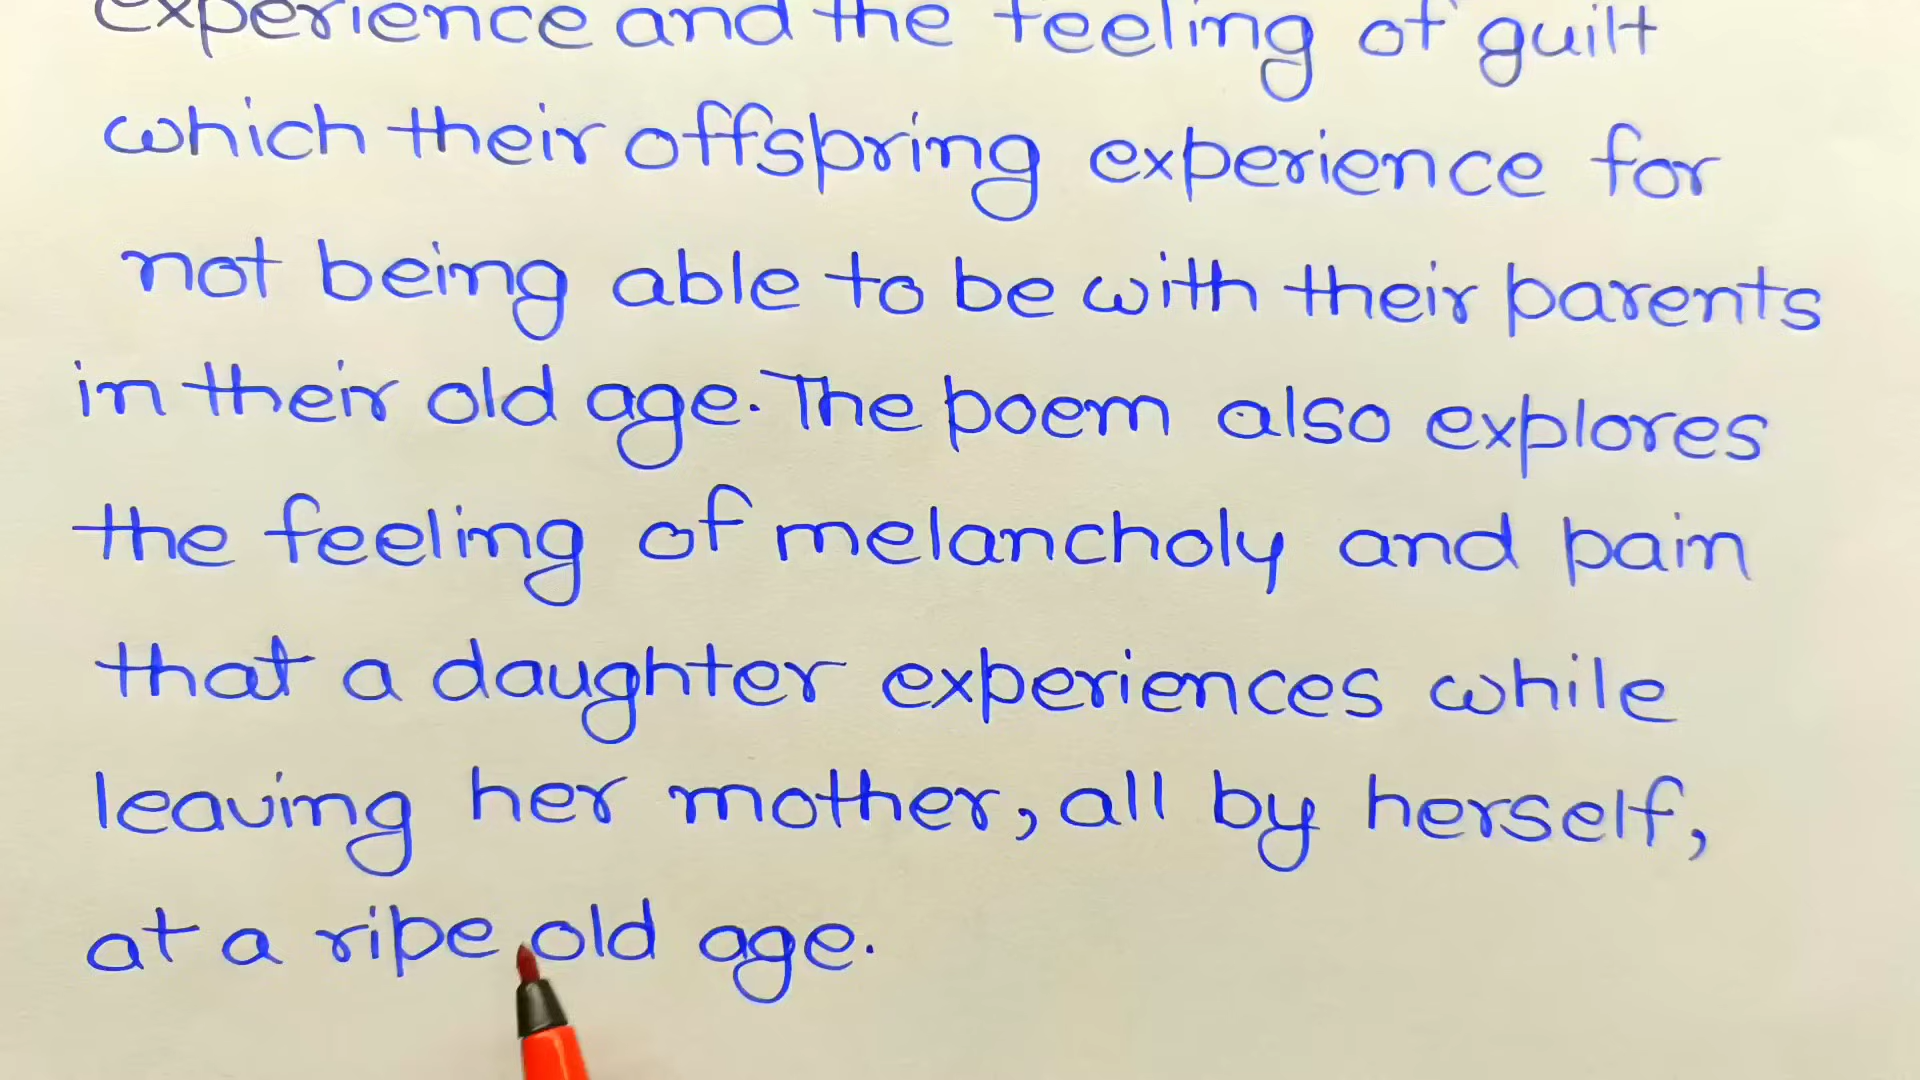 experience and the feeling of guilt
which their offspring experience for
not being able to be with their parents
in their old age. The poem also explores
the feeling of melancholy and pain
that a daughter experiences while
leaving her mother, all by herself,
at a ripe old age.